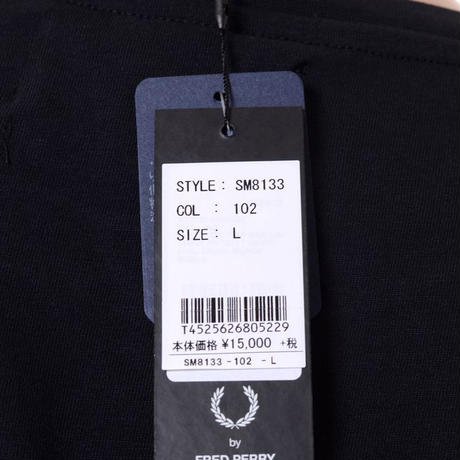 STYLE: SM8133
COL : 102
SIZE: L
T4525626805229
本体価格 ¥15,000 +税
SM8133-102 -L
by
FRED PERRY